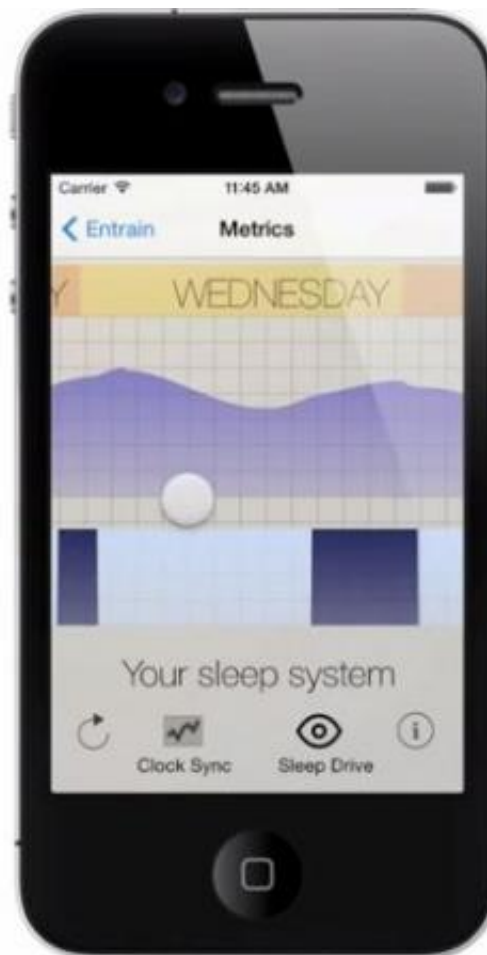 Carrier 11:45 AM
Entrain Metrics
Y WEDNESDAY
Your sleep system
Clock Sync Sleep Drive
i